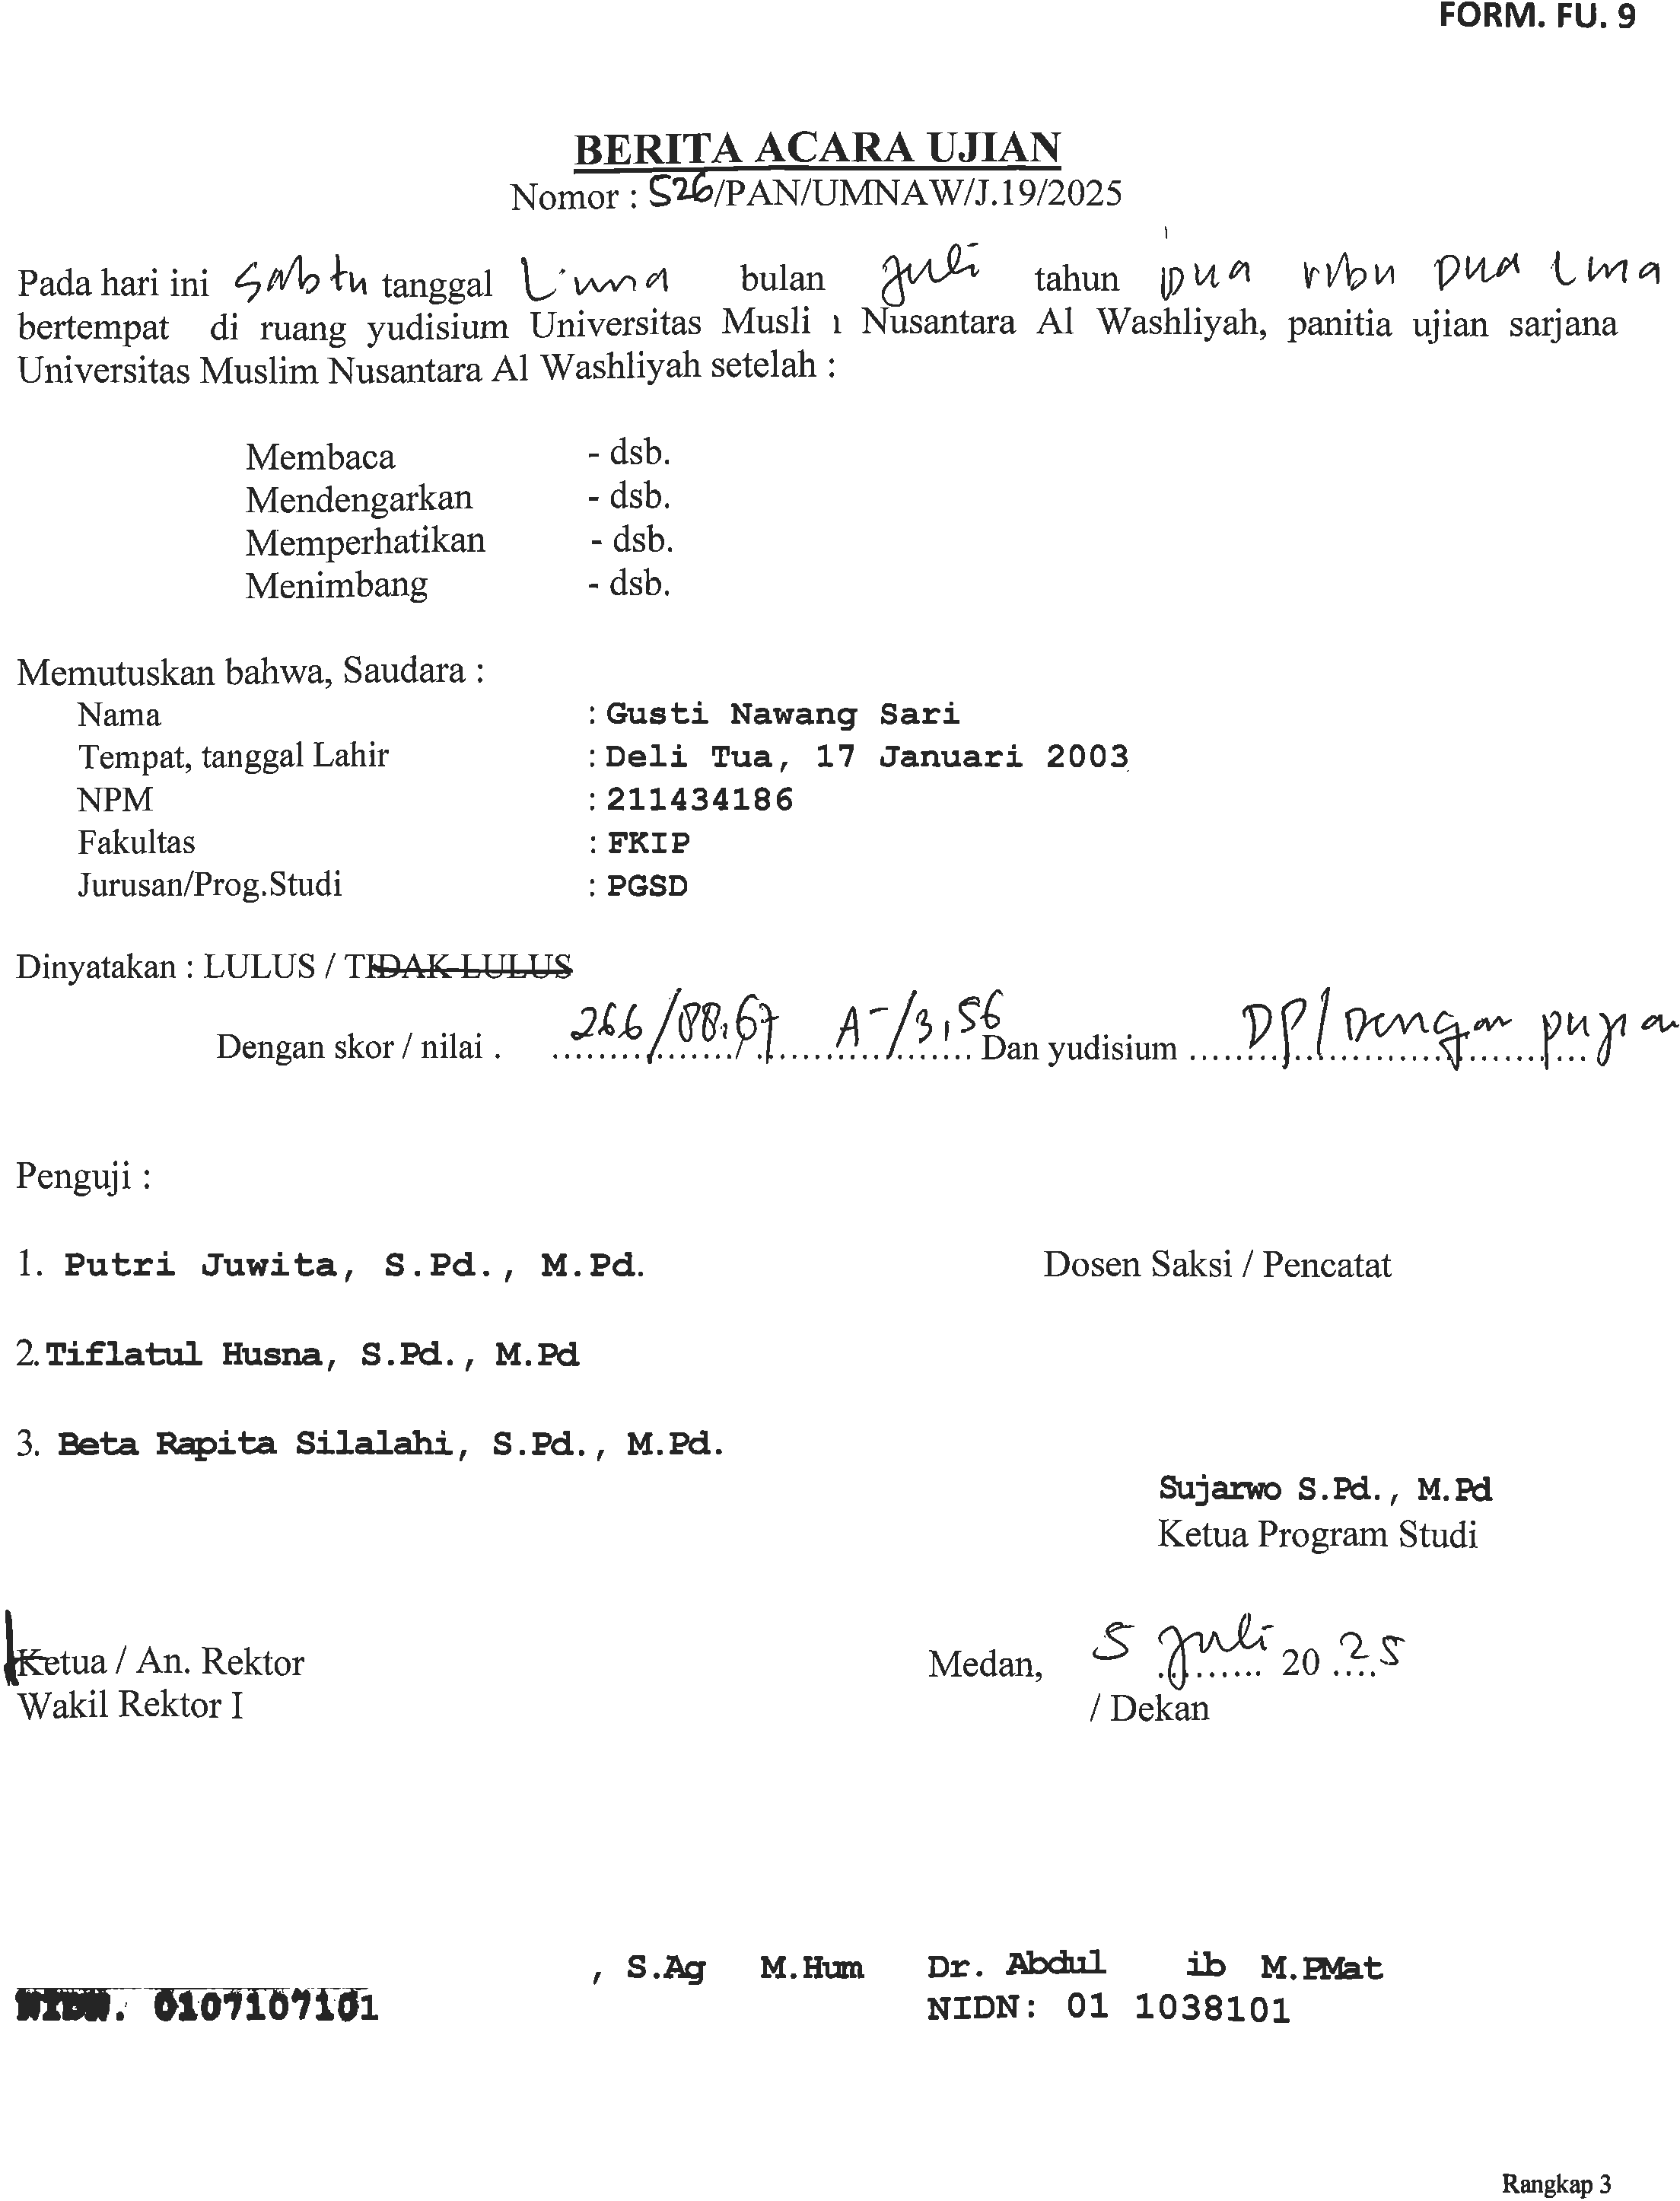 FORM. FU. 9
BERITA ACARA UJIAN
Nomor : 526/PAN/UMNAW/J.19/2025
Pada hari ini Sabtu tanggal Lima bulan Juli tahun Dua ribu Dua Lima
bertempat di ruang yudisium Universitas Musli ı Nusantara Al Washliyah, panitia ujian sarjana
Universitas Muslim Nusantara Al Washliyah setelah :
Membaca - dsb.
Mendengarkan - dsb.
Memperhatikan - dsb.
Menimbang - dsb.
Memutuskan bahwa, Saudara :
Nama : Gusti Nawang Sari
Tempat, tanggal Lahir : Deli Tua, 17 Januari 2003
NPM : 211434186
Fakultas : FKIP
Jurusan/Prog.Studi : PGSD
Dinyatakan : LULUS / TIDAK LULUS
Dengan skor / nilai . 266/88,67 A-/3,56 Dan yudisium DP/Dengan pujian
Penguji :
1. Putri Juwita, S.Pd., M.Pd. Dosen Saksi / Pencatat
2. Tiflatul Husna, S.Pd., M.Pd
3. Beta Rapita Silalahi, S.Pd., M.Pd.
Sujarwo S.Pd., M.Pd
Ketua Program Studi
Ketua / An. Rektor Medan, 5 Juli 20 25
Wakil Rektor I / Dekan
, S.Ag M.Hum Dr. Abdul ib M.PMat
NIDN. 0107107101 NIDN: 01 1038101
Rangkap 3